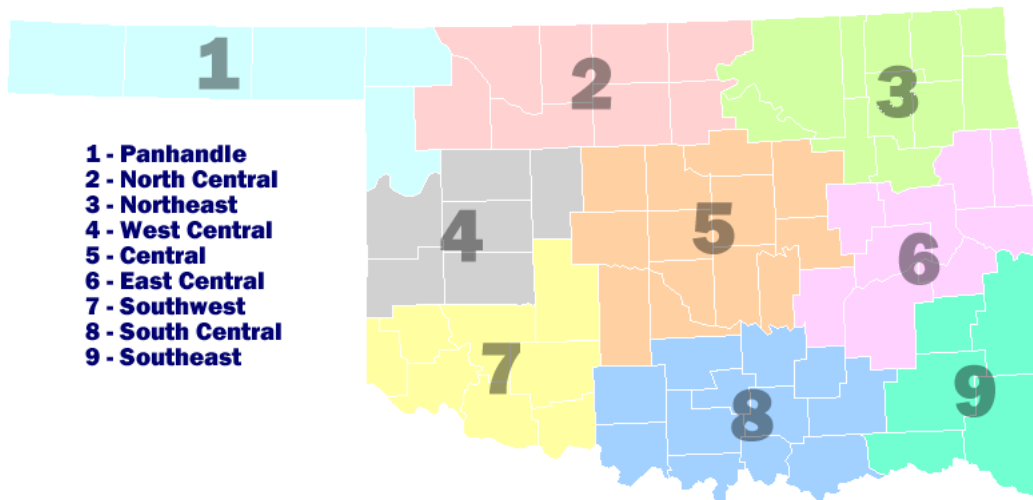 1
2
3
1 - Panhandle
2 - North Central
3 - Northeast
4 - West Central
5 - Central
6 - East Central
7 - Southwest
8 - South Central
9 - Southeast
4
5
6
7
8
9